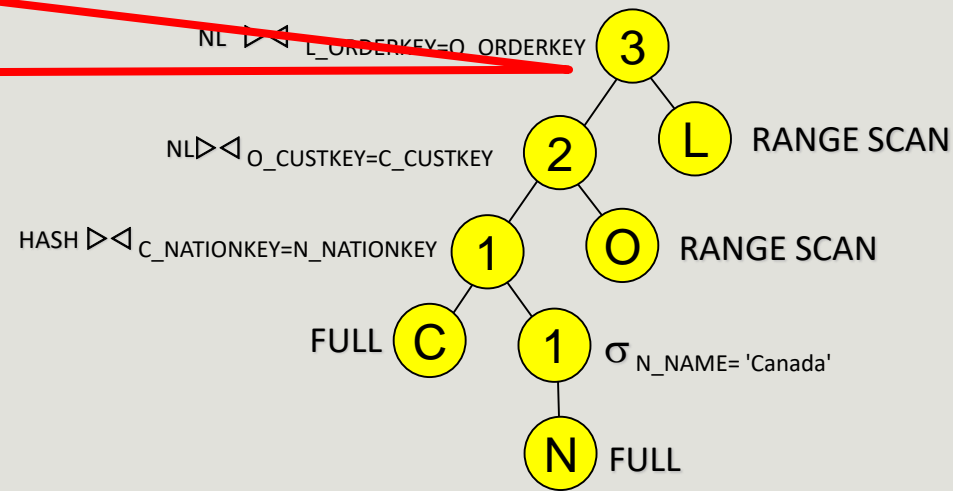 NL ▷◁ L_ORDERKEY=O_ORDERKEY 3
NL▷◁ O_CUSTKEY=C_CUSTKEY 2 L RANGE SCAN
HASH ▷◁ C_NATIONKEY=N_NATIONKEY 1 O RANGE SCAN
FULL C 1 σ N_NAME= 'Canada'
N FULL